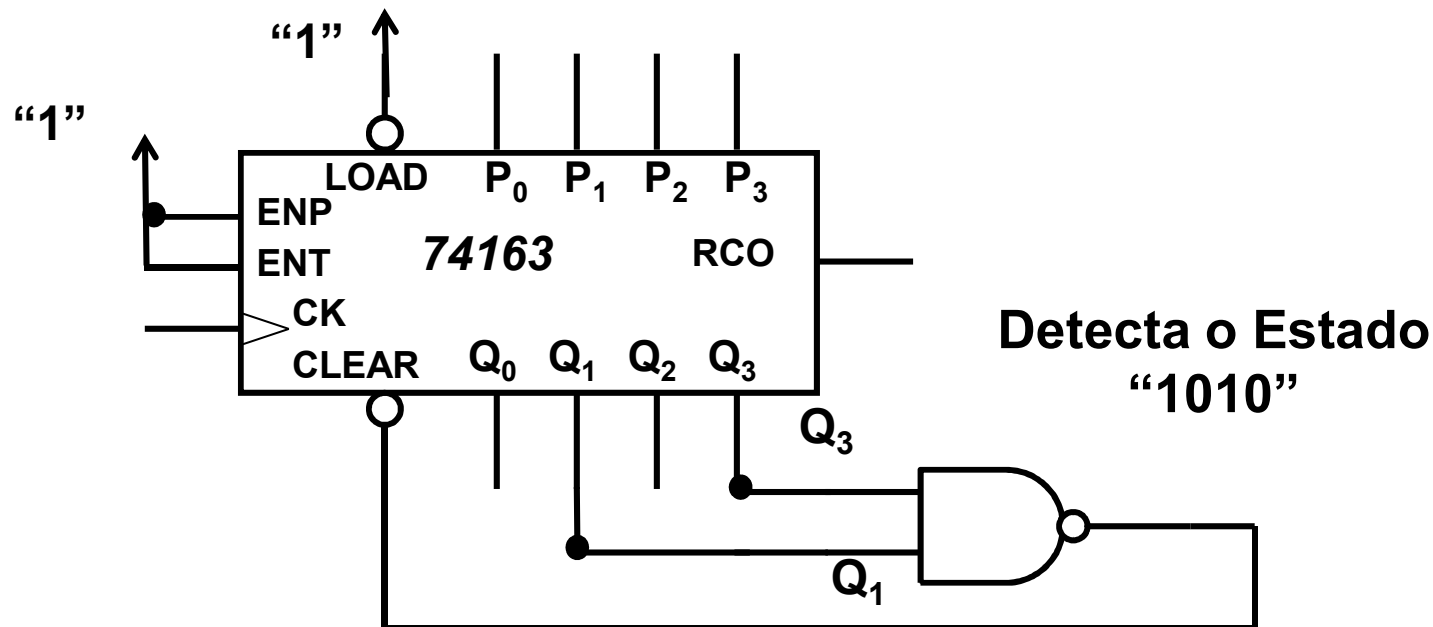 “1”
“1”
LOAD P₀ P₁ P₂ P₃
ENP
ENT 74163 RCO
CK
CLEAR Q₀ Q₁ Q₂ Q₃
Detecta o Estado
“1010”
Q₃
Q₁